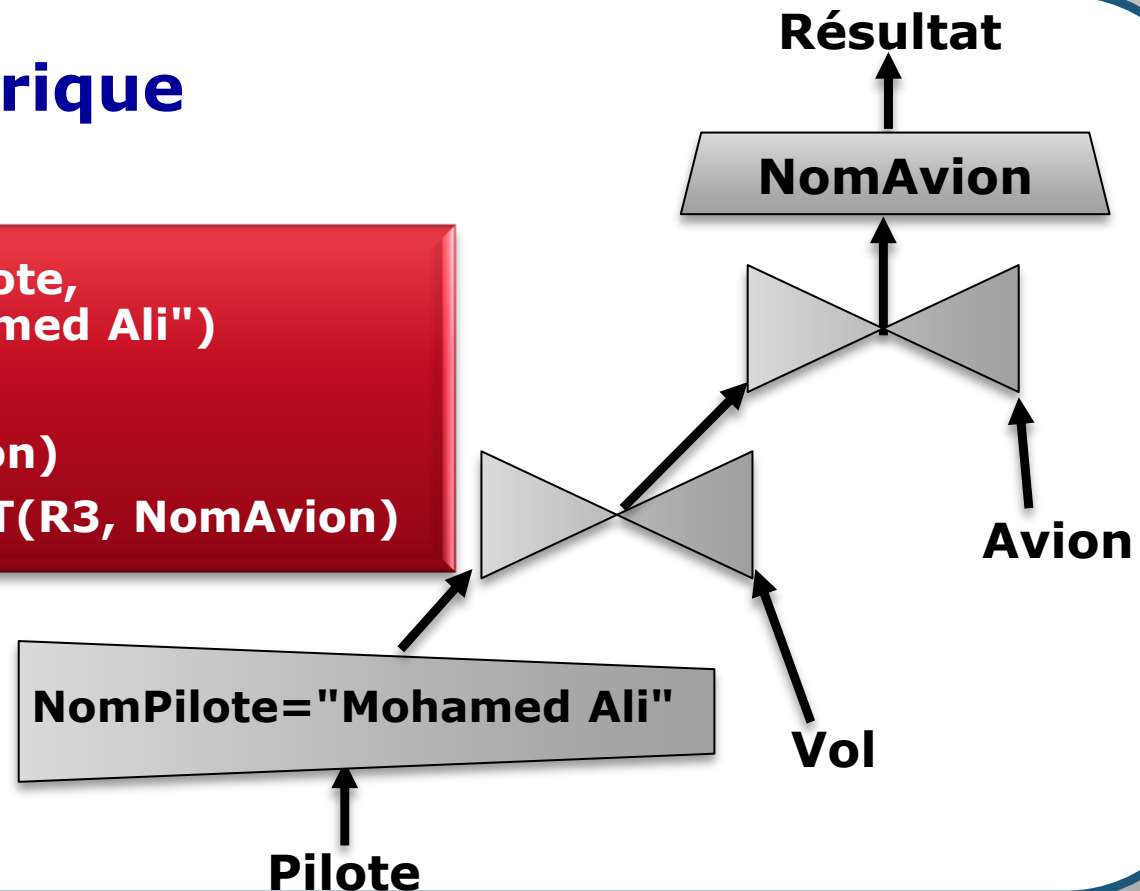 rique
ote,
med Ali")
on)
T(R3, NomAvion)
Résultat
NomAvion
Avion
NomPilote="Mohamed Ali"
Vol
Pilote